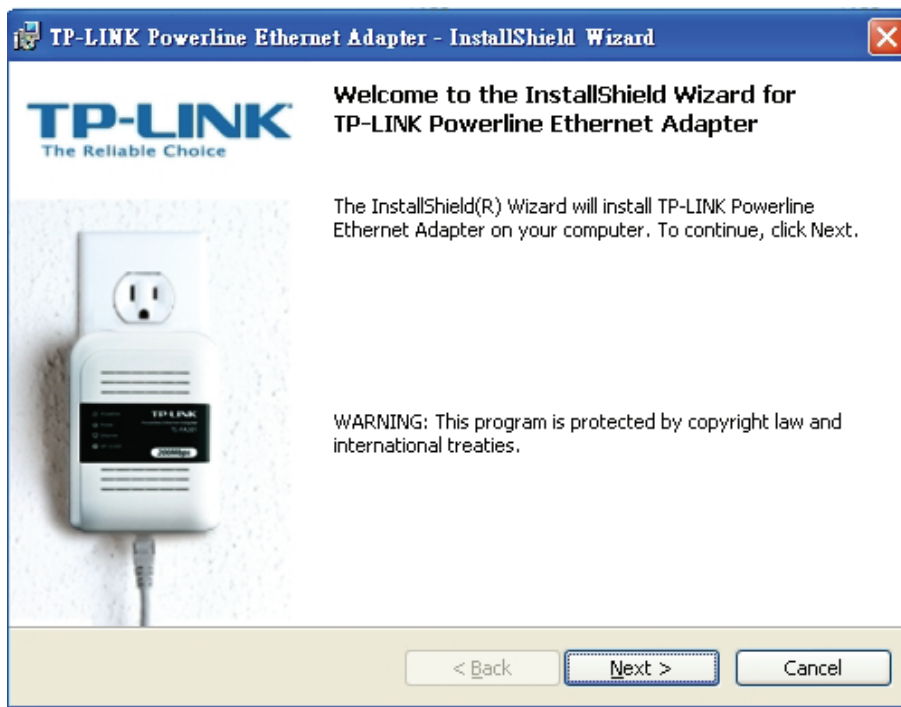 TP-LINK Powerline Ethernet Adapter - InstallShield Wizard
TP-LINK
The Reliable Choice
Welcome to the InstallShield Wizard for
TP-LINK Powerline Ethernet Adapter
The InstallShield(R) Wizard will install TP-LINK Powerline
Ethernet Adapter on your computer. To continue, click Next.
TP-LINK
200Mbps
WARNING: This program is protected by copyright law and
international treaties.
< Back
Next >
Cancel